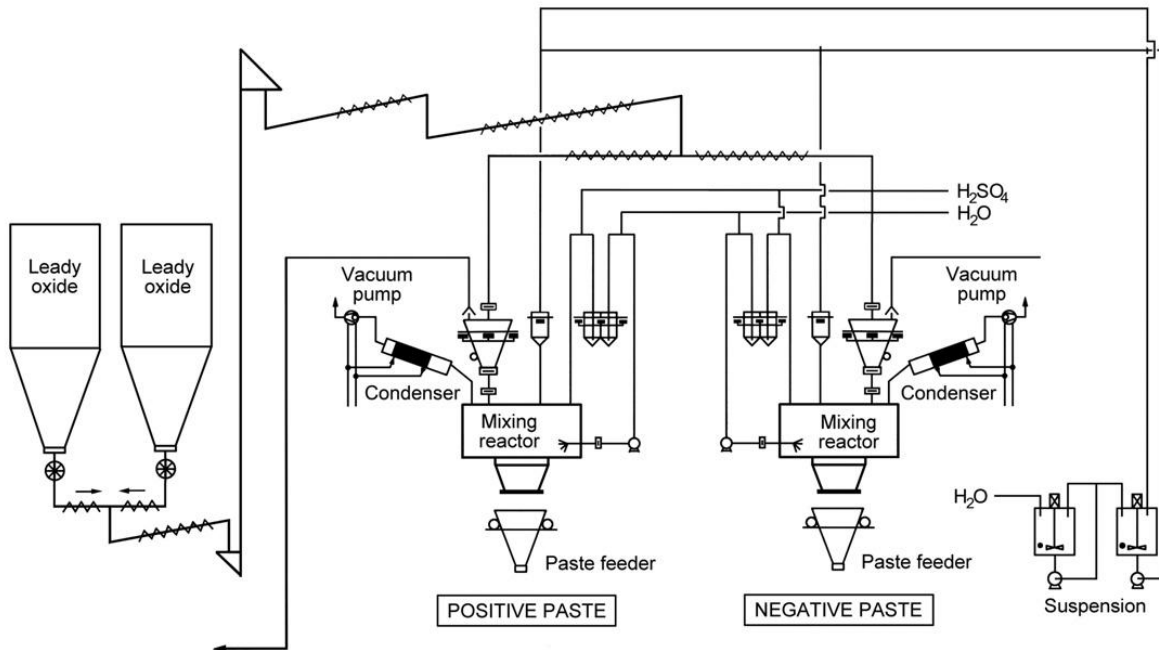 H₂SO₄
H₂O
Leady
oxide
Leady
oxide
Vacuum
pump
Vacuum
pump
Condenser
Condenser
Mixing
reactor
Mixing
reactor
H₂O
Paste feeder
Paste feeder
Suspension
POSITIVE PASTE
NEGATIVE PASTE